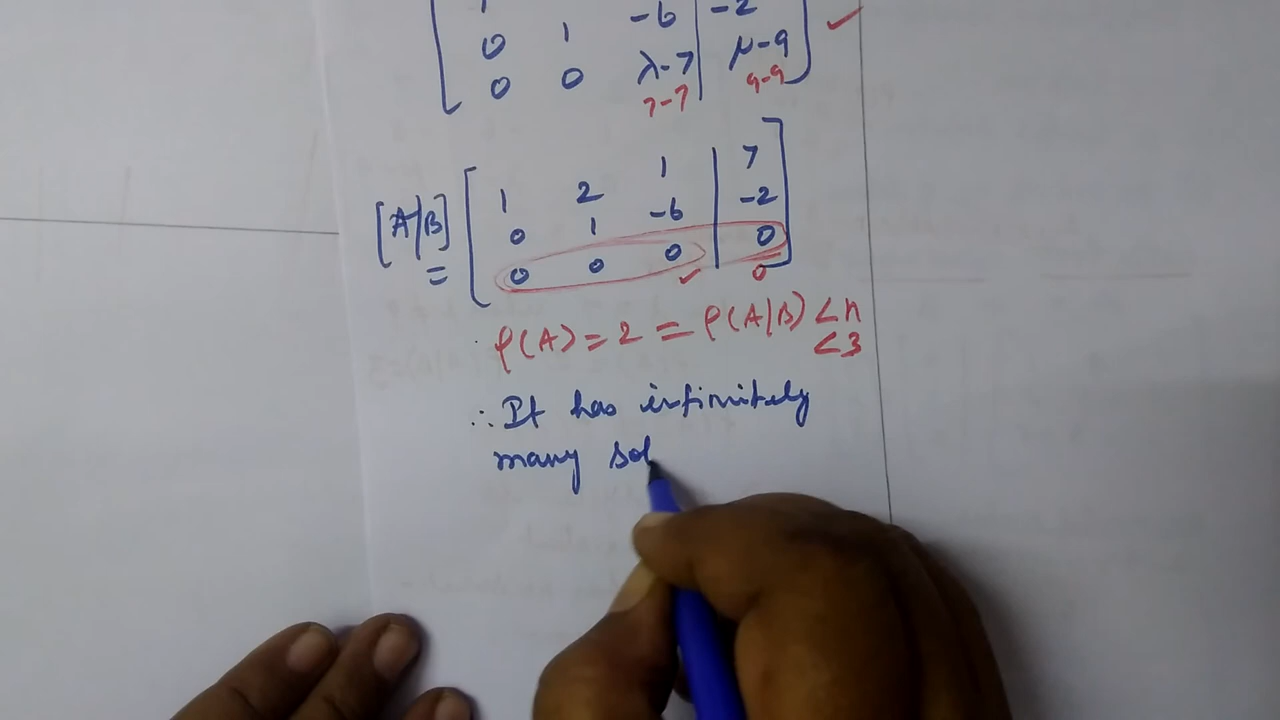 -6 | -2
0 1 λ-7 | μ-9
0 0 7-7 9-9
1 2 1 | 7
[A|B] 0 1 -6 | -2
= 0 0 0 | 0
0
ρ(A) = 2 = ρ(A|B) < n
< 3
∴ It has infinitely
many sol